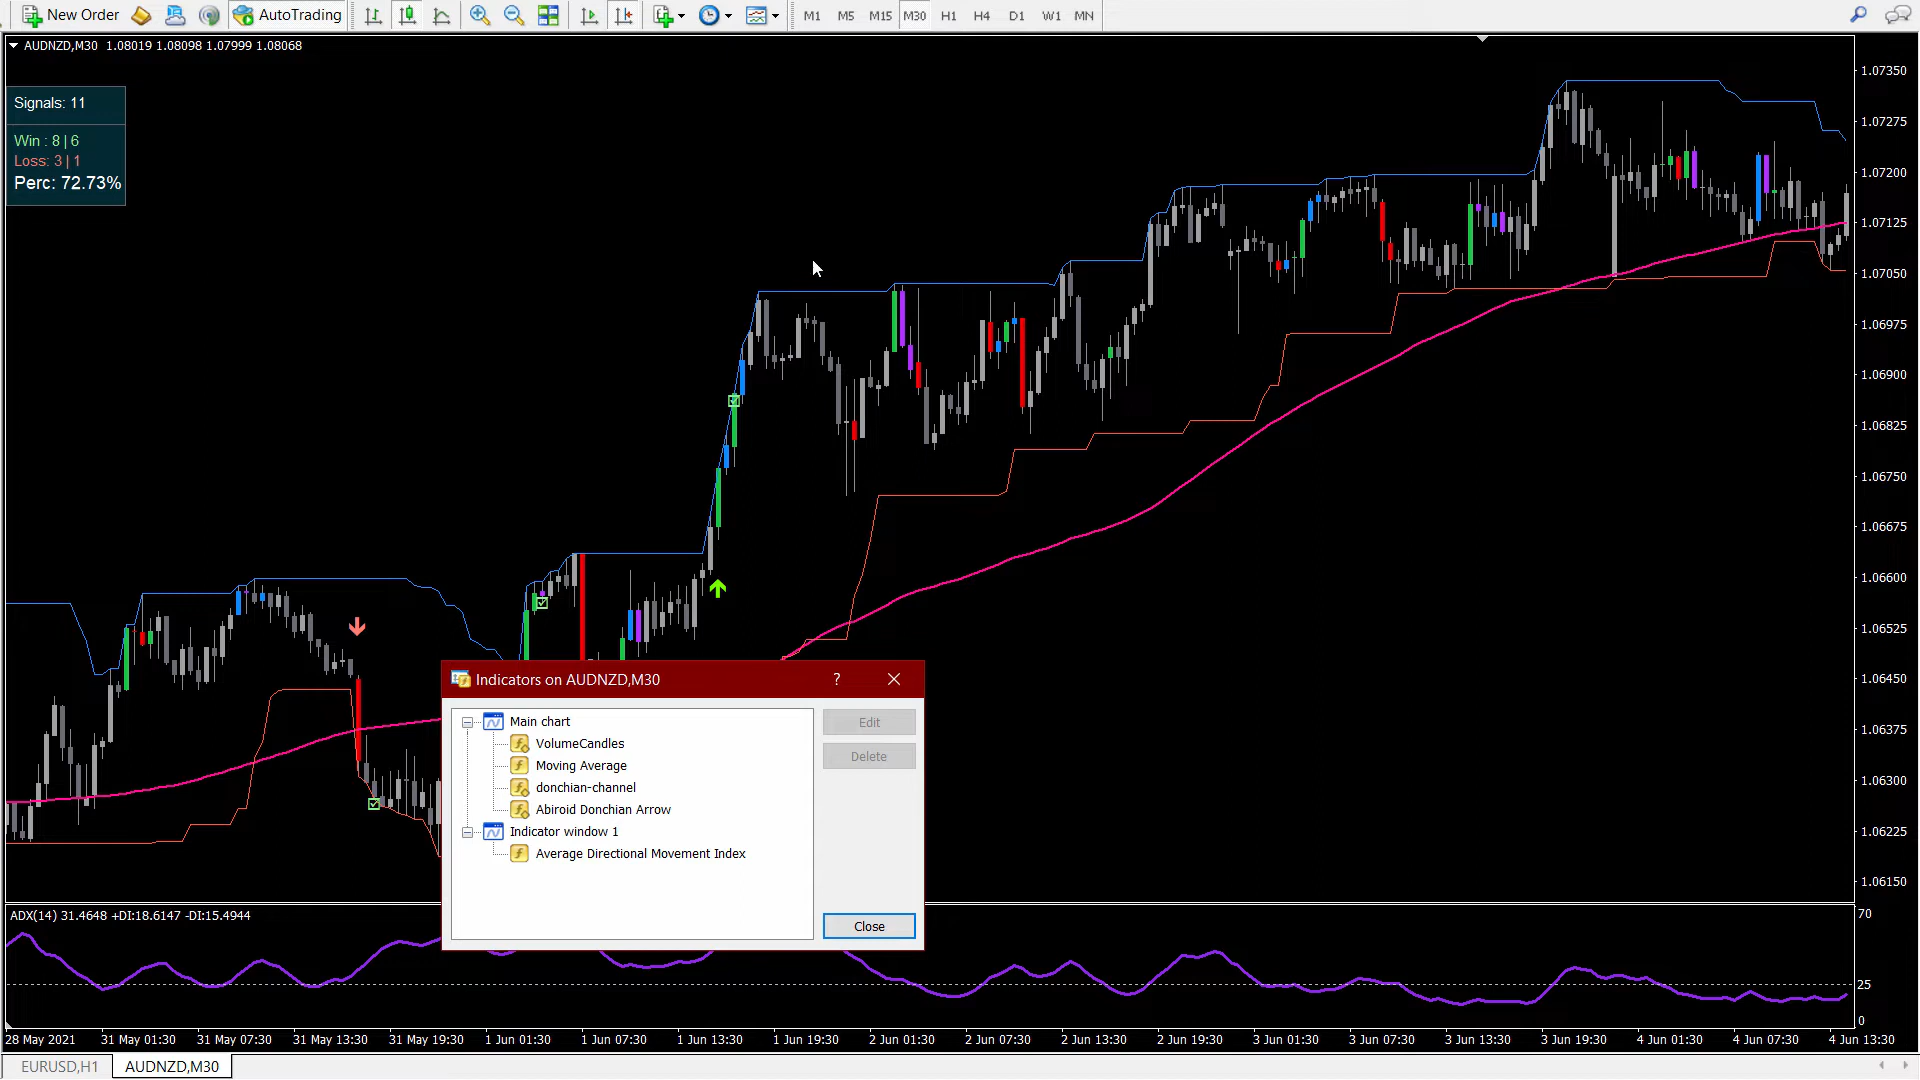 New Order
AutoTrading
M1 M5 M15 M30 H1 H4 D1 W1 MN
AUDNZD,M30 1.08019 1.08098 1.07999 1.08068
Signals: 11
Win : 8 | 6
Loss: 3 | 1
Perc: 72.73%
1.07350
1.07275
1.07200
1.07125
1.07050
1.06975
1.06900
1.06825
1.06750
1.06675
1.06600
1.06525
1.06450
1.06375
1.06300
1.06225
1.06150
Indicators on AUDNZD,M30
?
Main chart
VolumeCandles
Moving Average
donchian-channel
Abiroid Donchian Arrow
Indicator window 1
Average Directional Movement Index
Edit
Delete
Close
ADX(14) 31.4648 +DI:18.6147 -DI:15.4944
70
25
0
28 May 2021 31 May 01:30 31 May 07:30 31 May 13:30 31 May 19:30 1 Jun 01:30 1 Jun 07:30 1 Jun 13:30 1 Jun 19:30 2 Jun 01:30 2 Jun 07:30 2 Jun 13:30 2 Jun 19:30 3 Jun 01:30 3 Jun 07:30 3 Jun 13:30 3 Jun 19:30 4 Jun 01:30 4 Jun 07:30 4 Jun 13:30
EURUSD,H1 AUDNZD,M30